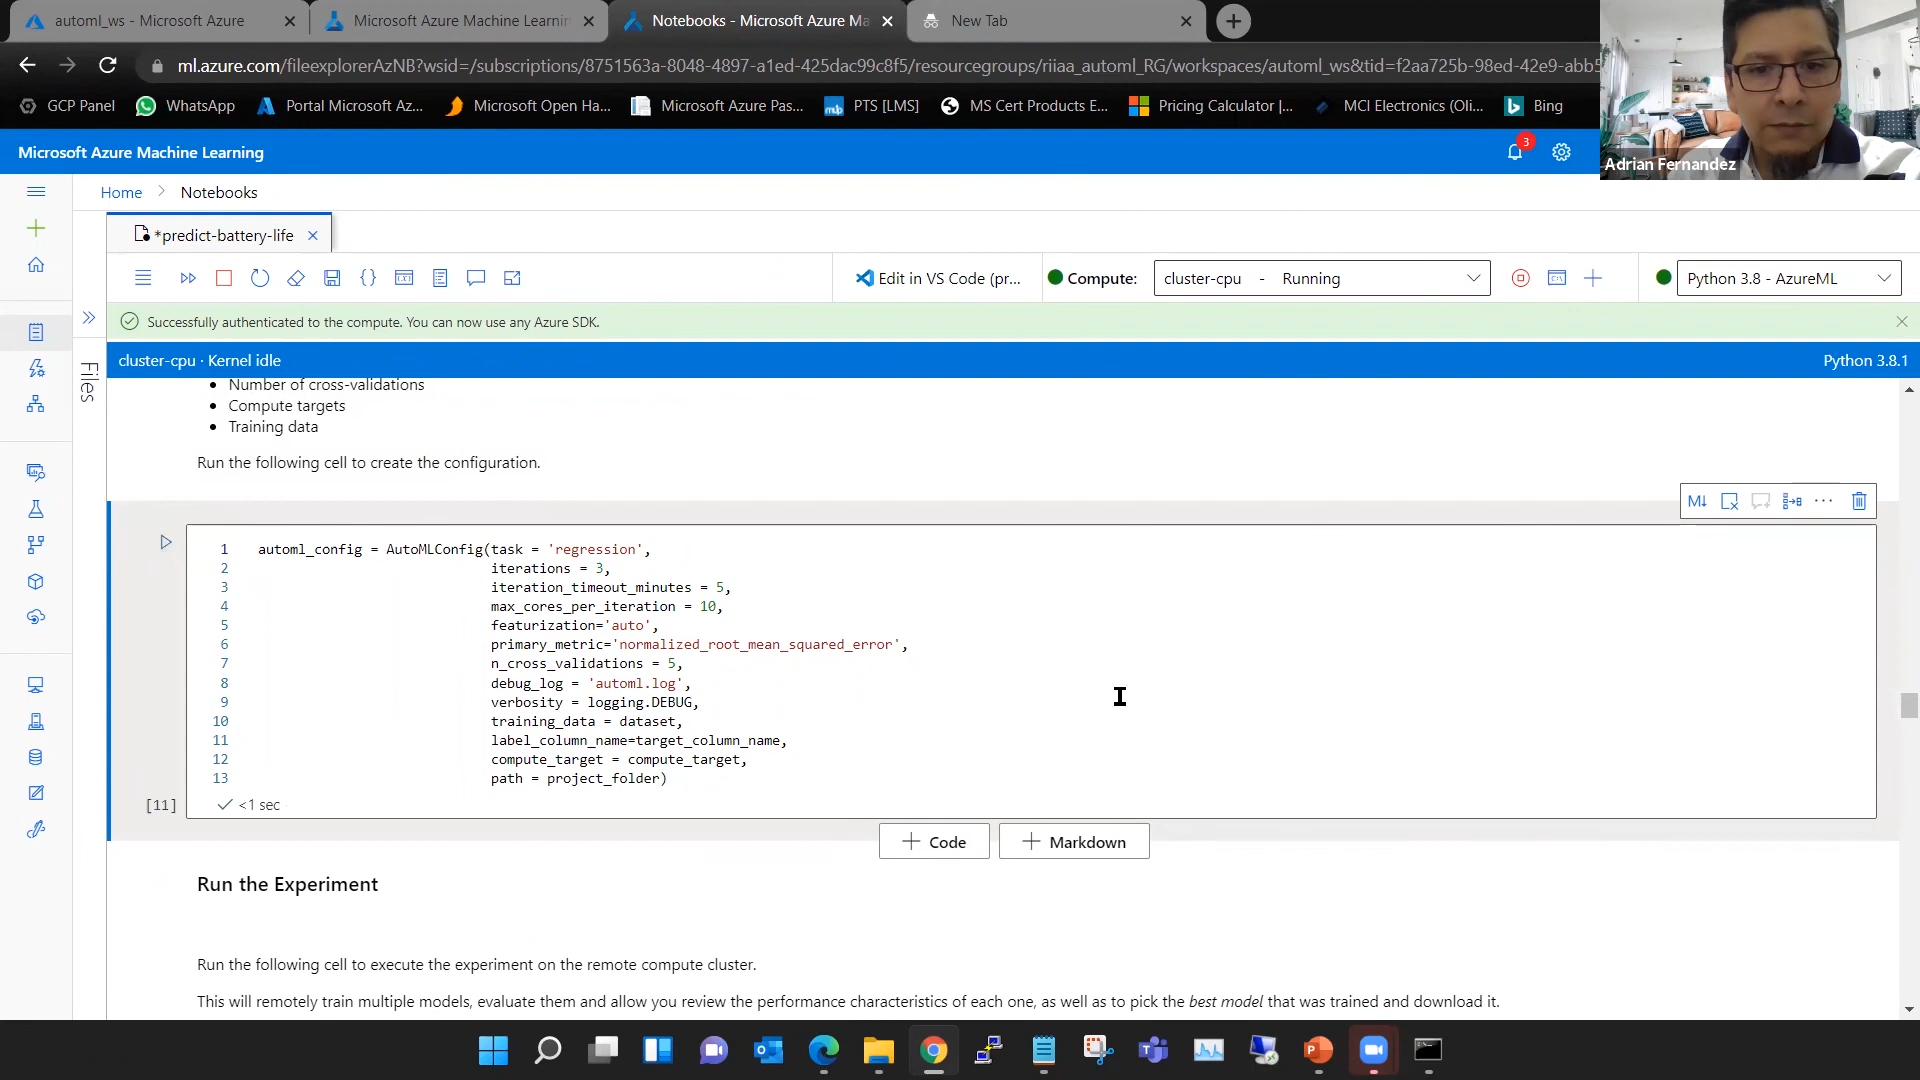 automl_ws - Microsoft Azure
Microsoft Azure Machine Learnin
Notebooks - Microsoft Azure Ma
New Tab
ml.azure.com/fileexplorerAzNB?wsid=/subscriptions/8751563a-8048-4897-a1ed-425dac99c8f5/resourcegroups/riiaa_automl_RG/workspaces/automl_ws&tid=f2aa725b-98ed-42e9-abb5
GCP Panel
WhatsApp
Portal Microsoft Az...
Microsoft Open Ha...
Microsoft Azure Pas...
PTS [LMS]
MS Cert Products E...
Pricing Calculator |...
MCI Electronics (Oli...
Bing
Adrian Fernandez
Microsoft Azure Machine Learning
3
Home > Notebooks
*predict-battery-life
Edit in VS Code (pr...
Compute:
cluster-cpu - Running
Python 3.8 - AzureML
Successfully authenticated to the compute. You can now use any Azure SDK.
Files
cluster-cpu · Kernel idle
Python 3.8.1
• Number of cross-validations
• Compute targets
• Training data
Run the following cell to create the configuration.
M↓
1 automl_config = AutoMLConfig(task = 'regression',
2 iterations = 3,
3 iteration_timeout_minutes = 5,
4 max_cores_per_iteration = 10,
5 featurization='auto',
6 primary_metric='normalized_root_mean_squared_error',
7 n_cross_validations = 5,
8 debug_log = 'automl.log',
9 verbosity = logging.DEBUG,
10 training_data = dataset,
11 label_column_name=target_column_name,
12 compute_target = compute_target,
13 path = project_folder)
[11]
<1 sec
+ Code
+ Markdown
Run the Experiment
Run the following cell to execute the experiment on the remote compute cluster.
This will remotely train multiple models, evaluate them and allow you review the performance characteristics of each one, as well as to pick the best model that was trained and download it.